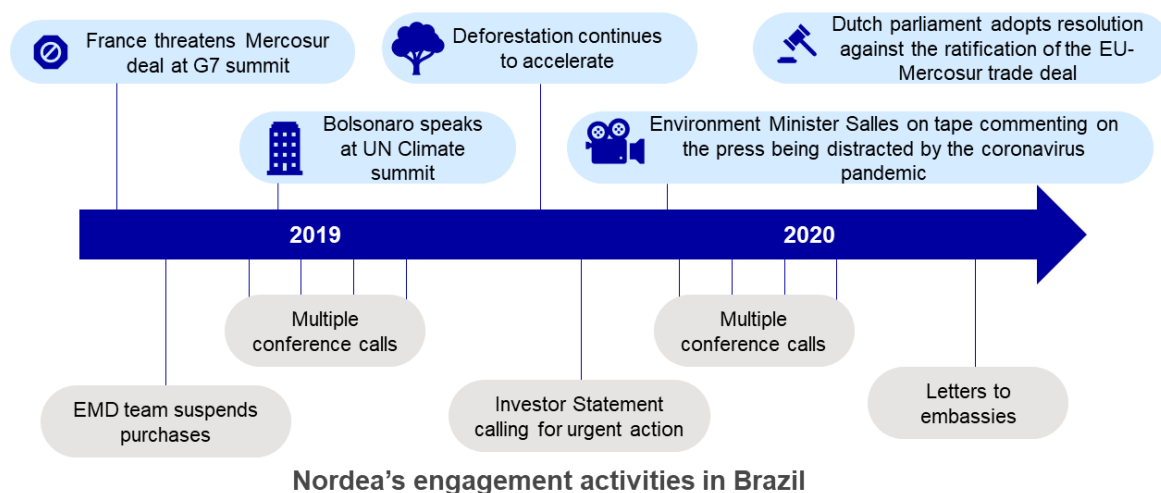 France threatens Mercosur
deal at G7 summit
Deforestation continues
to accelerate
Dutch parliament adopts resolution
against the ratification of the EU-
Mercosur trade deal
Bolsonaro speaks
at UN Climate
summit
Environment Minister Salles on tape commenting on
the press being distracted by the coronavirus
pandemic
2019
2020
Multiple
conference calls
Multiple
conference calls
EMD team suspends
purchases
Investor Statement
calling for urgent action
Letters to
embassies
Nordea's engagement activities in Brazil